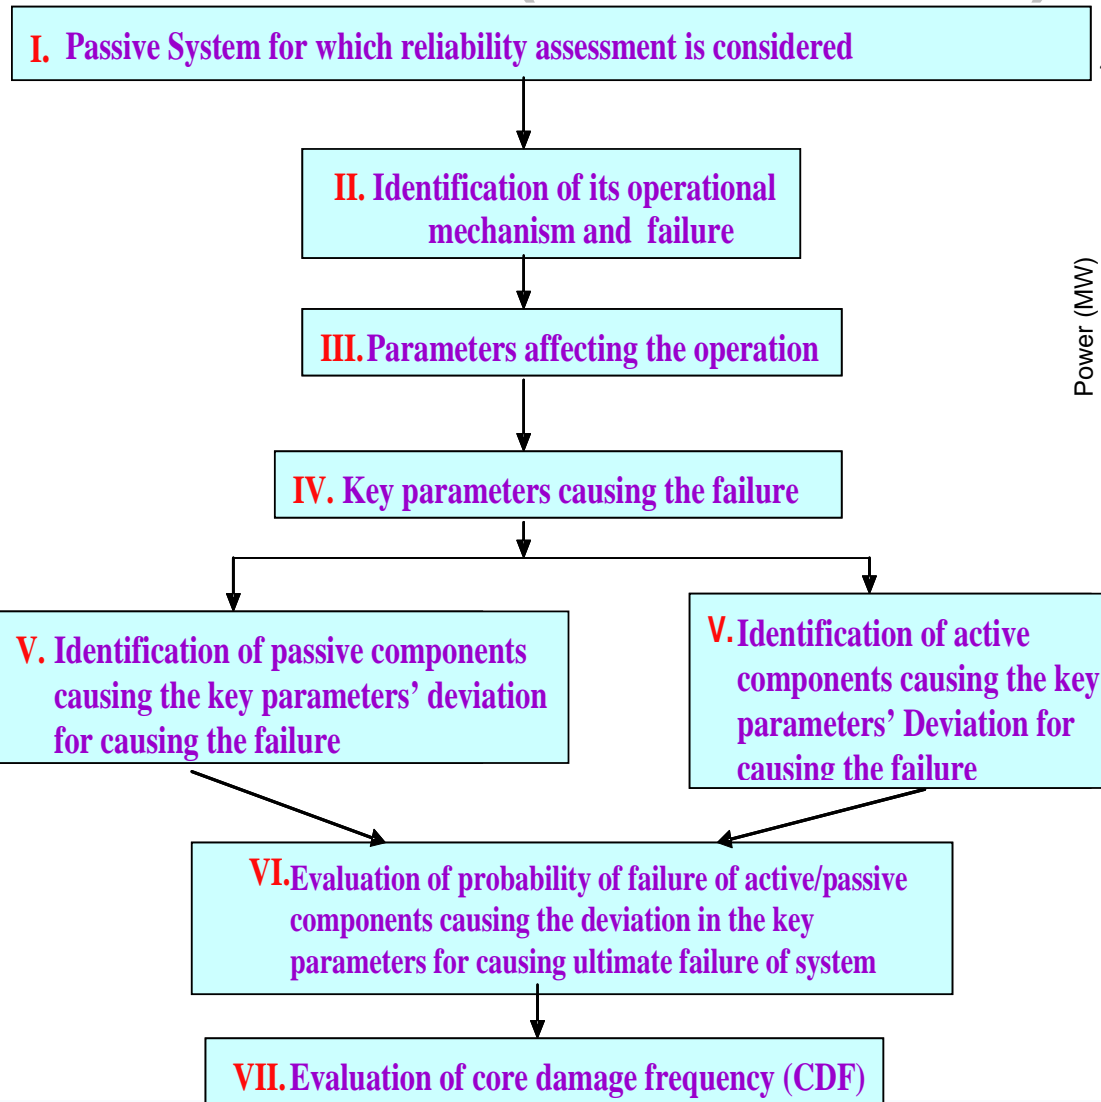 I. Passive System for which reliability assessment is considered
II. Identification of its operational
mechanism and failure
Power (MW)
III. Parameters affecting the operation
IV. Key parameters causing the failure
V. Identification of passive components
causing the key parameters’ deviation
for causing the failure
V. Identification of active
components causing the key
parameters’ Deviation for
causing the failure
VI. Evaluation of probability of failure of active/passive
components causing the deviation in the key
parameters for causing ultimate failure of system
VII. Evaluation of core damage frequency (CDF)